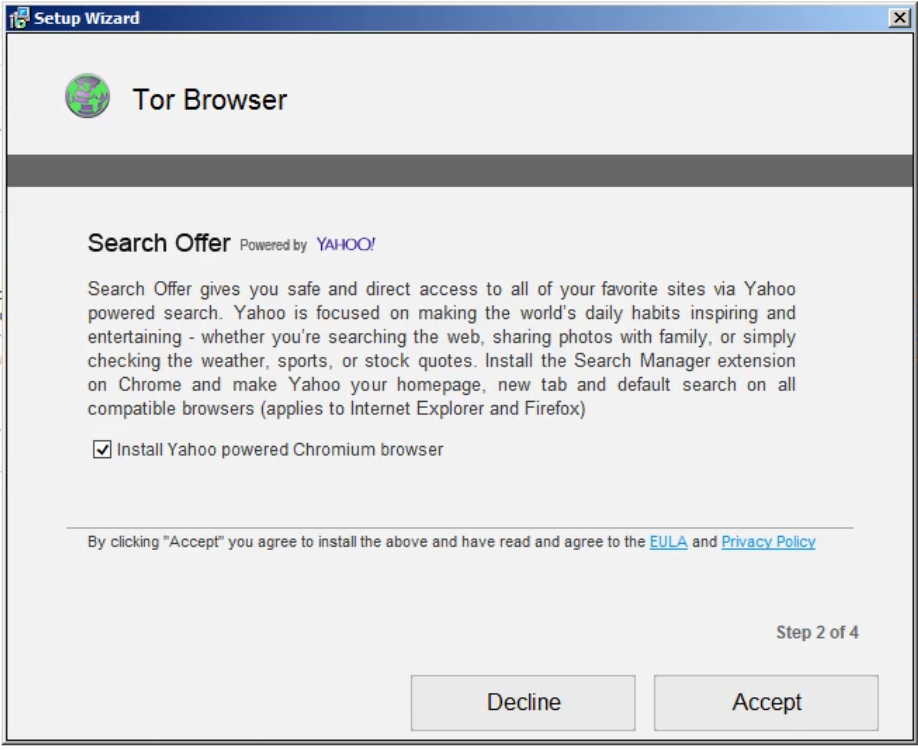 Setup Wizard
Tor Browser
Search Offer Powered by YAHOO!
Search Offer gives you safe and direct access to all of your favorite sites via Yahoo
powered search. Yahoo is focused on making the world's daily habits inspiring and
entertaining - whether you're searching the web, sharing photos with family, or simply
checking the weather, sports, or stock quotes. Install the Search Manager extension
on Chrome and make Yahoo your homepage, new tab and default search on all
compatible browsers (applies to Internet Explorer and Firefox)
Install Yahoo powered Chromium browser
By clicking "Accept" you agree to install the above and have read and agree to the EULA and Privacy Policy
Step 2 of 4
Decline Accept